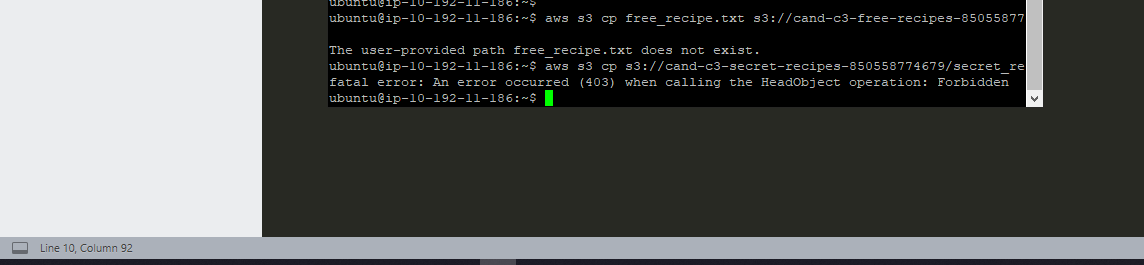 ubuntu@ip-10-192-11-186:~$
ubuntu@ip-10-192-11-186:~$ aws s3 cp free_recipe.txt s3://cand-c3-free-recipes-85055877
The user-provided path free_recipe.txt does not exist.
ubuntu@ip-10-192-11-186:~$ aws s3 cp s3://cand-c3-secret-recipes-850558774679/secret_re
fatal error: An error occurred (403) when calling the HeadObject operation: Forbidden
ubuntu@ip-10-192-11-186:~$
Line 10, Column 92